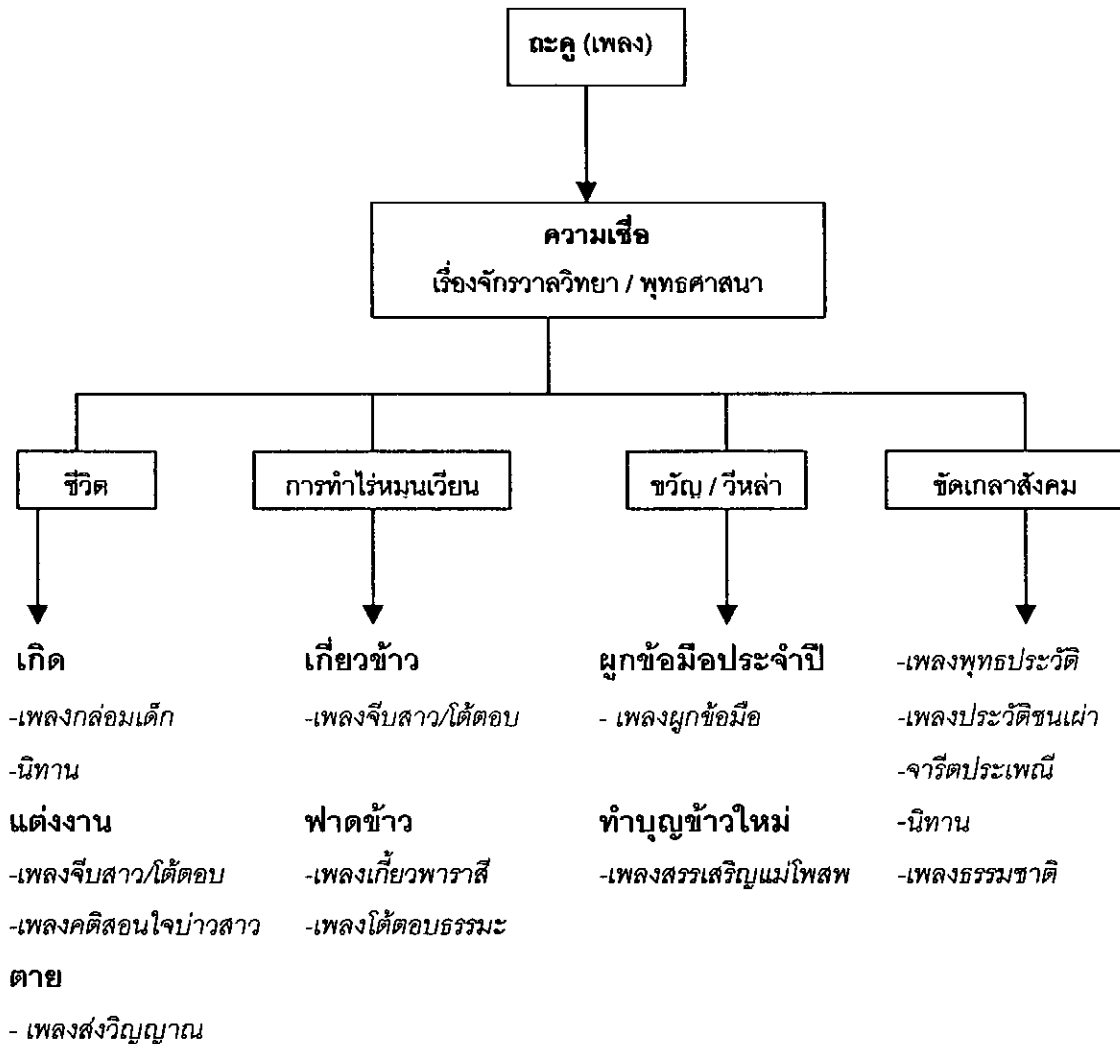 ถะคู (เพลง)
ความเชื่อ
เรื่องจักรวาลวิทยา / พุทธศาสนา
ชีวิต
การทำไร่หมุนเวียน
ขวัญ / วีหล่า
ขัดเกลาสังคม
เกิด
-เพลงกล่อมเด็ก
-นิทาน
แต่งงาน
-เพลงจีบสาว/โต้ตอบ
-เพลงคติสอนใจบ่าวสาว
ตาย
- เพลงส่งวิญญาณ
เกี่ยวข้าว
-เพลงจีบสาว/โต้ตอบ
ฟาดข้าว
-เพลงเกี้ยวพาราสี
-เพลงโต้ตอบธรรมะ
ผูกข้อมือประจำปี
- เพลงผูกข้อมือ
ทำบุญข้าวใหม่
-เพลงสรรเสริญแม่โพสพ
-เพลงพุทธประวัติ
-เพลงประวัติชนเผ่า
-จารีตประเพณี
-นิทาน
-เพลงธรรมชาติ